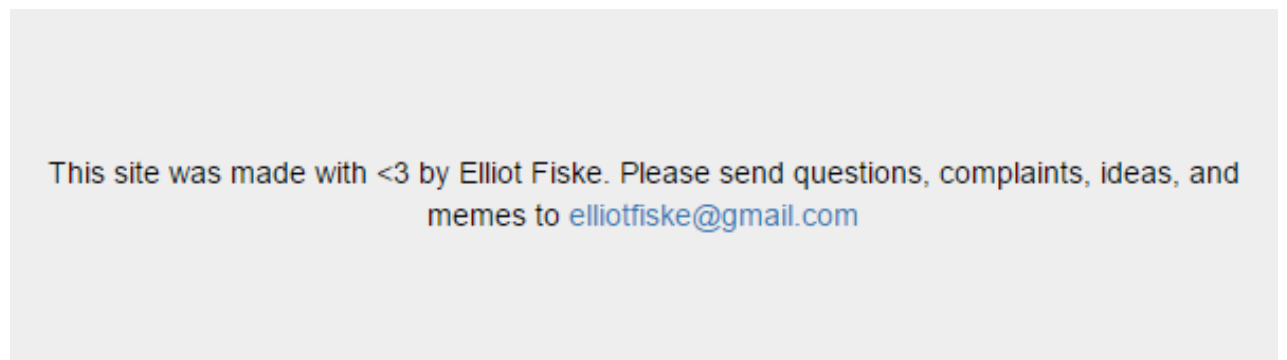 This site was made with <3 by Elliot Fiske. Please send questions, complaints, ideas, and
memes to elliotfiske@gmail.com